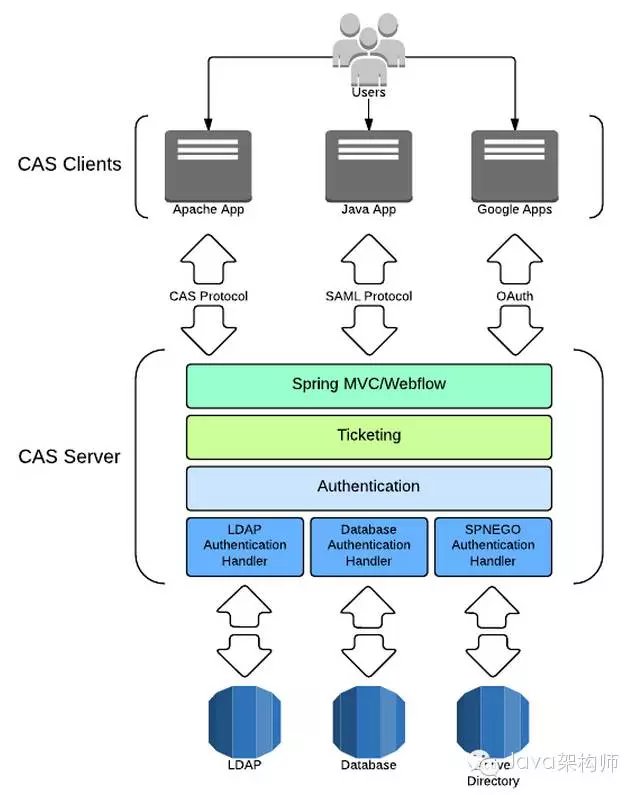 Users
CAS Clients
Apache App
Java App
Google Apps
CAS Protocol
SAML Protocol
OAuth
CAS Server
Spring MVC/Webflow
Ticketing
Authentication
LDAP
Authentication
Handler
Database
Authentication
Handler
SPNEGO
Authentication
Handler
LDAP
Database
Directory
Java架构师